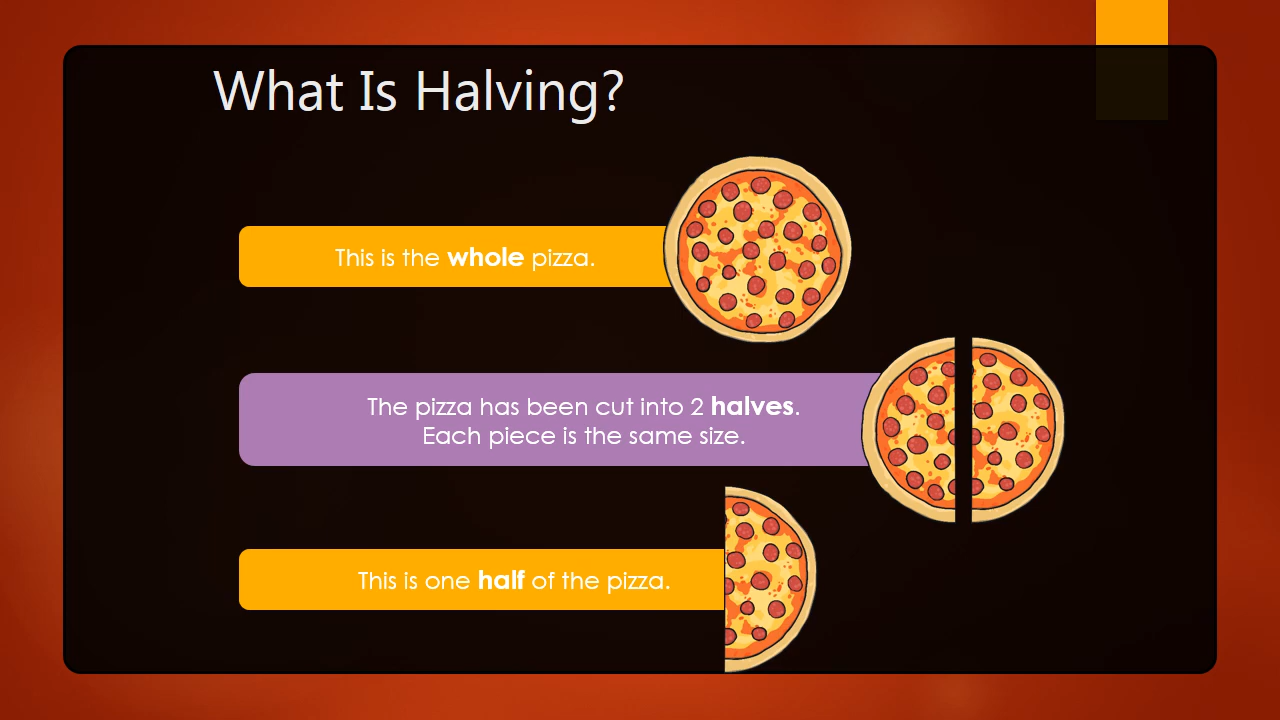 What Is Halving?
This is the whole pizza.
The pizza has been cut into 2 halves.
Each piece is the same size.
This is one half of the pizza.